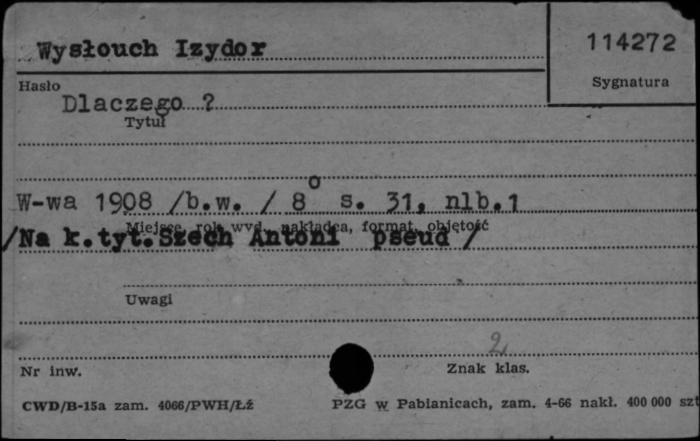 Wysłouch Izydor
114272
Sygnatura
Hasło
Dlaczego ?
Tytuł
W-wa 1908 /b.w. / 8° s. 31, nlb.1
Miejsce, rok wyd., nakładca, format, objętość
/Na k.tyt.Szech Antoni pseud /
Uwagi
2
Nr inw.
Znak klas.
CWD/B-15a zam. 4066/PWH/Łź
PZG w Pabianicach, zam. 4-66 nakł. 400 000 szt